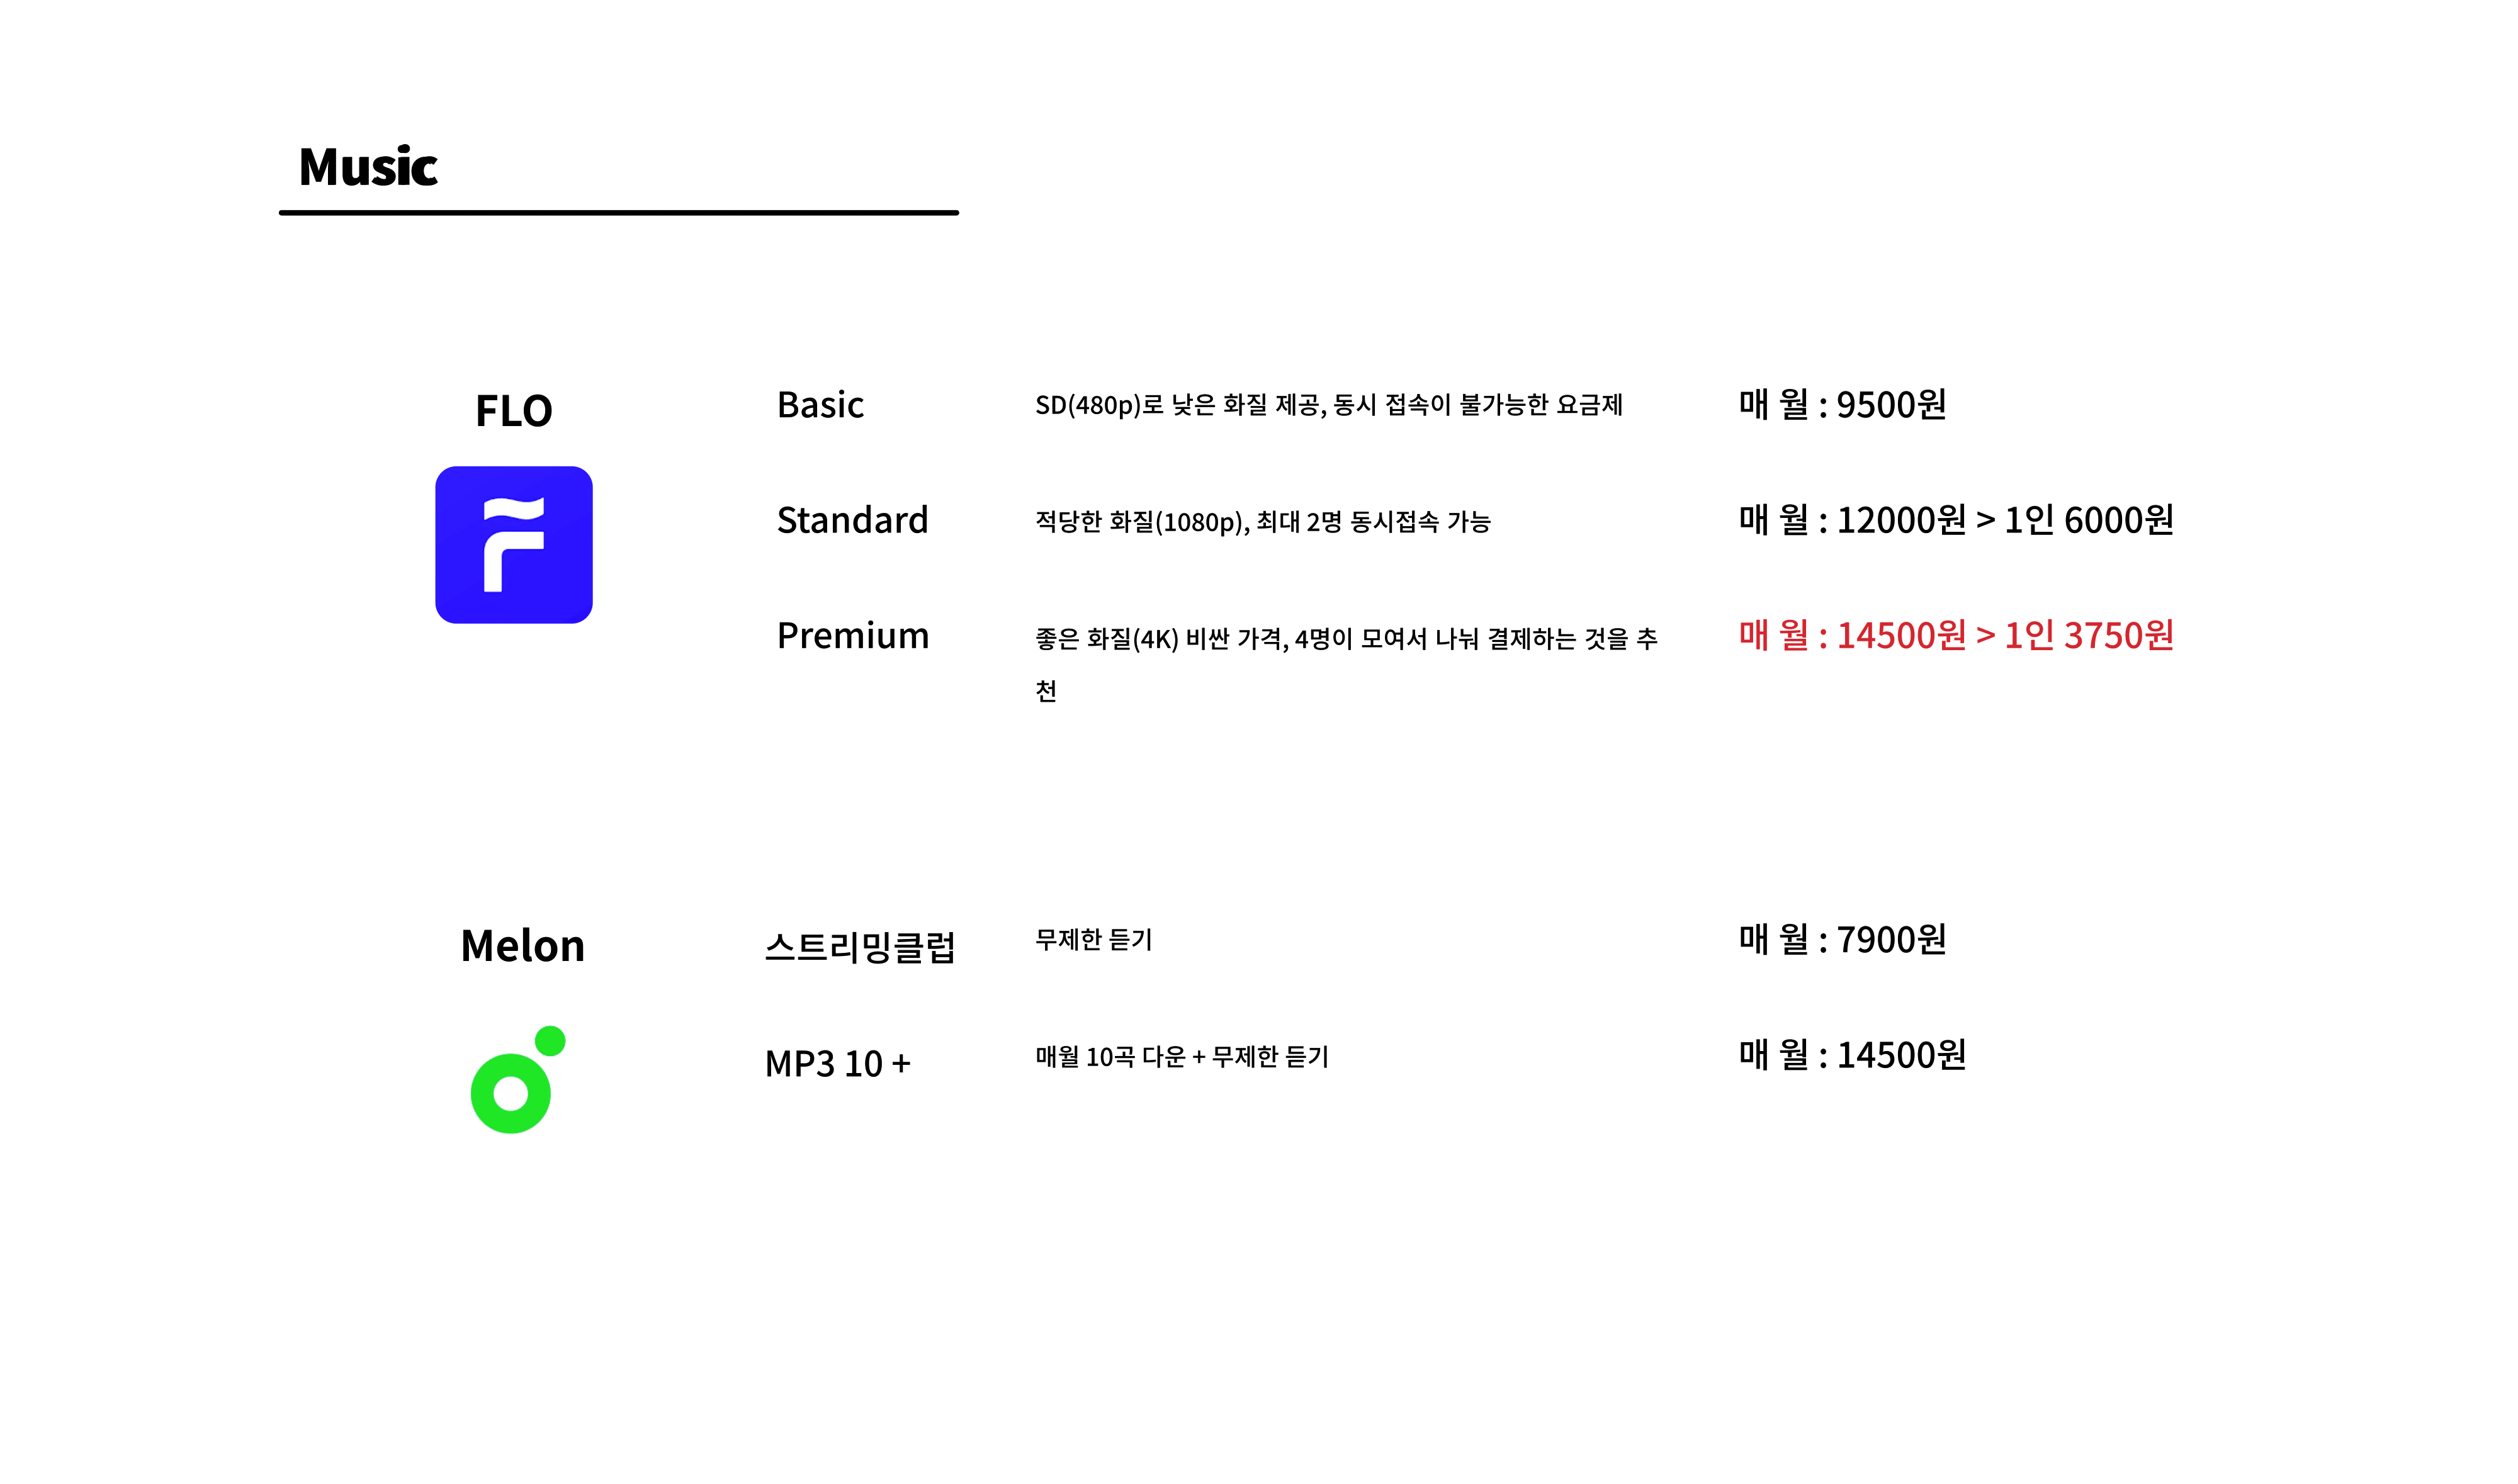 Music
FLO
Basic
SD(480p)로 낮은 화질 제공, 동시 접속이 불가능한 요금제
매 월 : 9500원
Standard
적당한 화질(1080p), 최대 2명 동시접속 가능
매 월 : 12000원 > 1인 6000원
Premium
좋은 화질(4K) 비싼 가격, 4명이 모여서 나눠 결제하는 것을 추
천
매 월 : 14500원 > 1인 3750원
Melon
스트리밍클럽
무제한 듣기
매 월 : 7900원
MP3 10 +
매월 10곡 다운 + 무제한 듣기
매 월 : 14500원